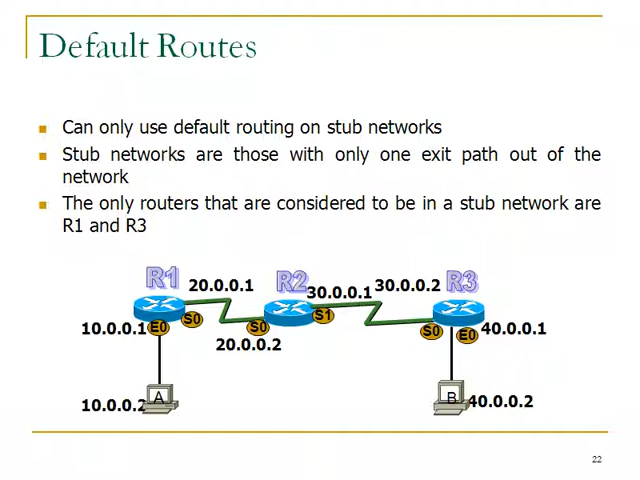 Default Routes
Can only use default routing on stub networks
Stub networks are those with only one exit path out of the
network
The only routers that are considered to be in a stub network are
R1 and R3
R1 20.0.0.1 R2 30.0.0.1 30.0.0.2 R3
10.0.0.1 E0 S0 S0 S1 S0 E0 40.0.0.1
20.0.0.2
10.0.0.2 A B 40.0.0.2
22